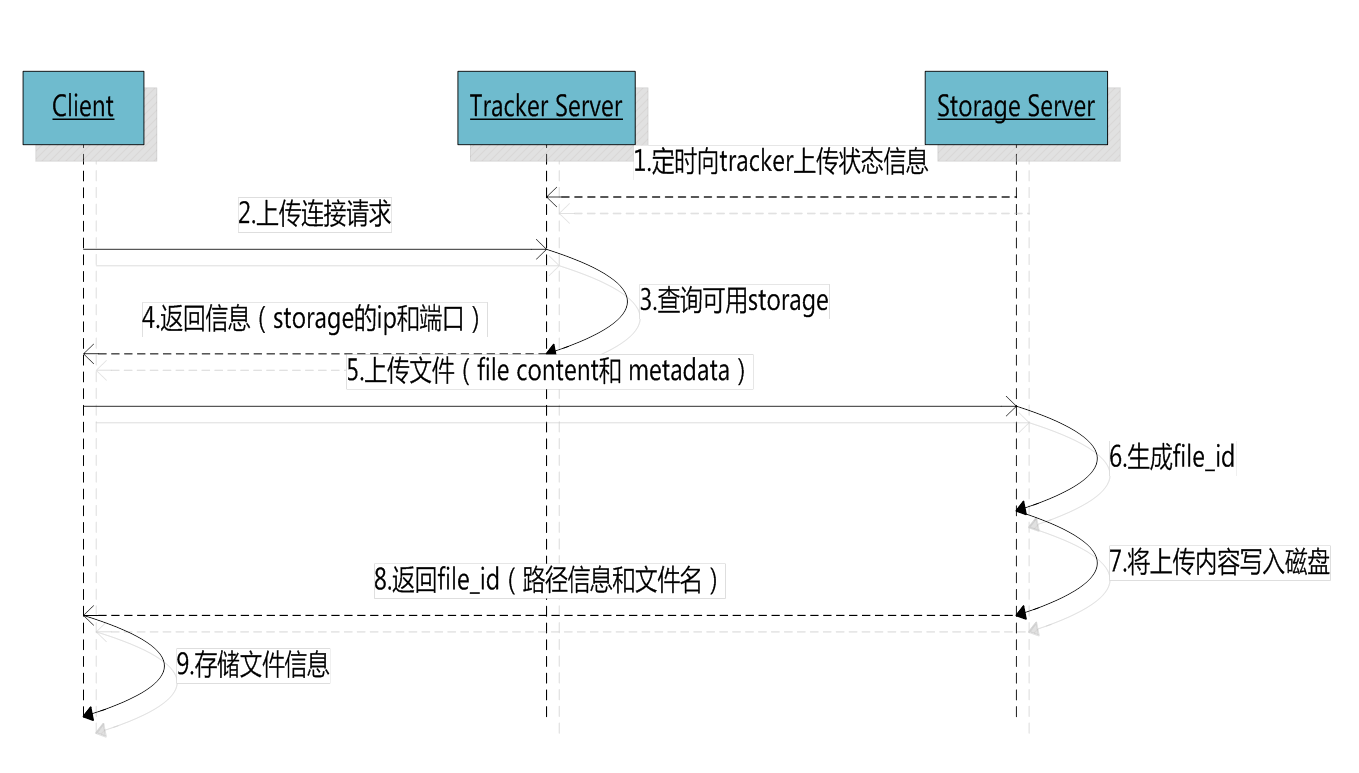 Client
Tracker Server
Storage Server
1.定时向tracker上传状态信息
2.上传连接请求
3.查询可用storage
4.返回信息（storage的ip和端口）
5.上传文件（file content和 metadata）
6.生成file_id
7.将上传内容写入磁盘
8.返回file_id（路径信息和文件名）
9.存储文件信息